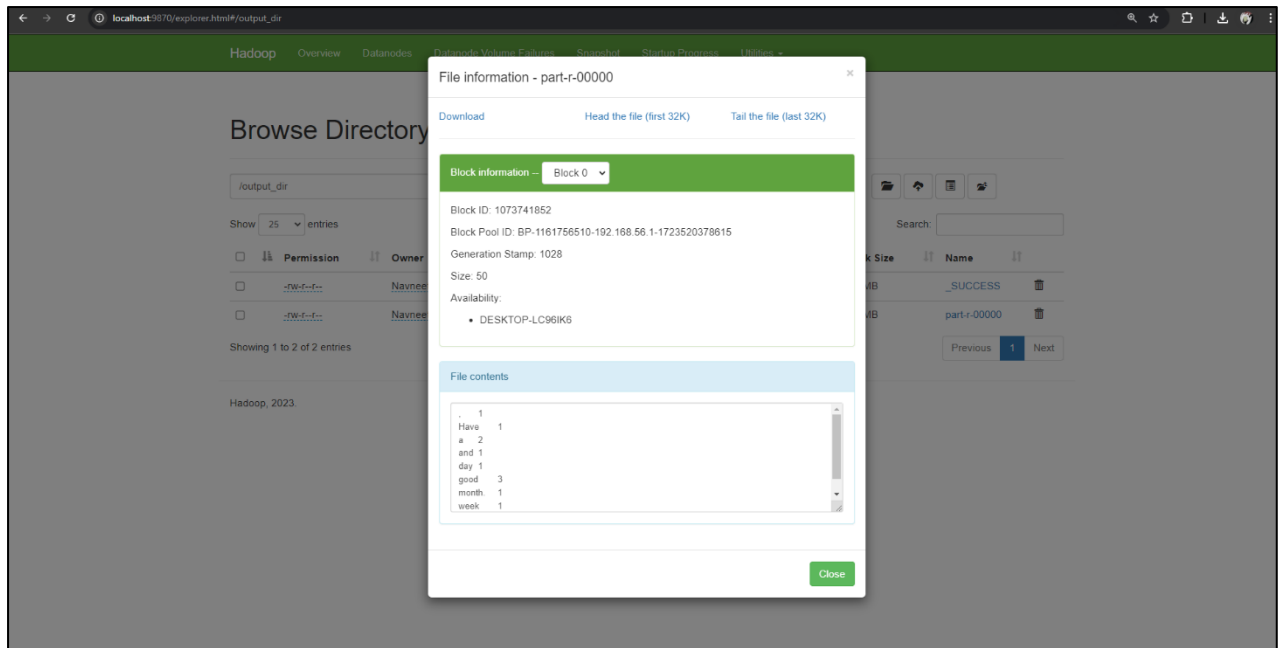 localhost:9870/explorer.html#/output_dir
Hadoop Overview Datanodes Datanode Volume Failures Snapshot Startup Progress Utilities
File information - part-r-00000 ×
Download Head the file (first 32K) Tail the file (last 32K)
Browse Directory
Block information -- Block 0
/output_dir
Block ID: 1073741852
Show 25 entries Search:
Block Pool ID: BP-1161756510-192.168.56.1-1723520378615
Generation Stamp: 1028
Permission Owner Size Name
Size: 50
-rw-r--r-- MB _SUCCESS
Availability:
-rw-r--r-- MB part-r-00000
• DESKTOP-LC96IK6
Showing 1 to 2 of 2 entries Previous 1 Next
File contents
Hadoop, 2023.
. 1
Have 1
a 2
and 1
day 1
good 3
month. 1
week 1
Close